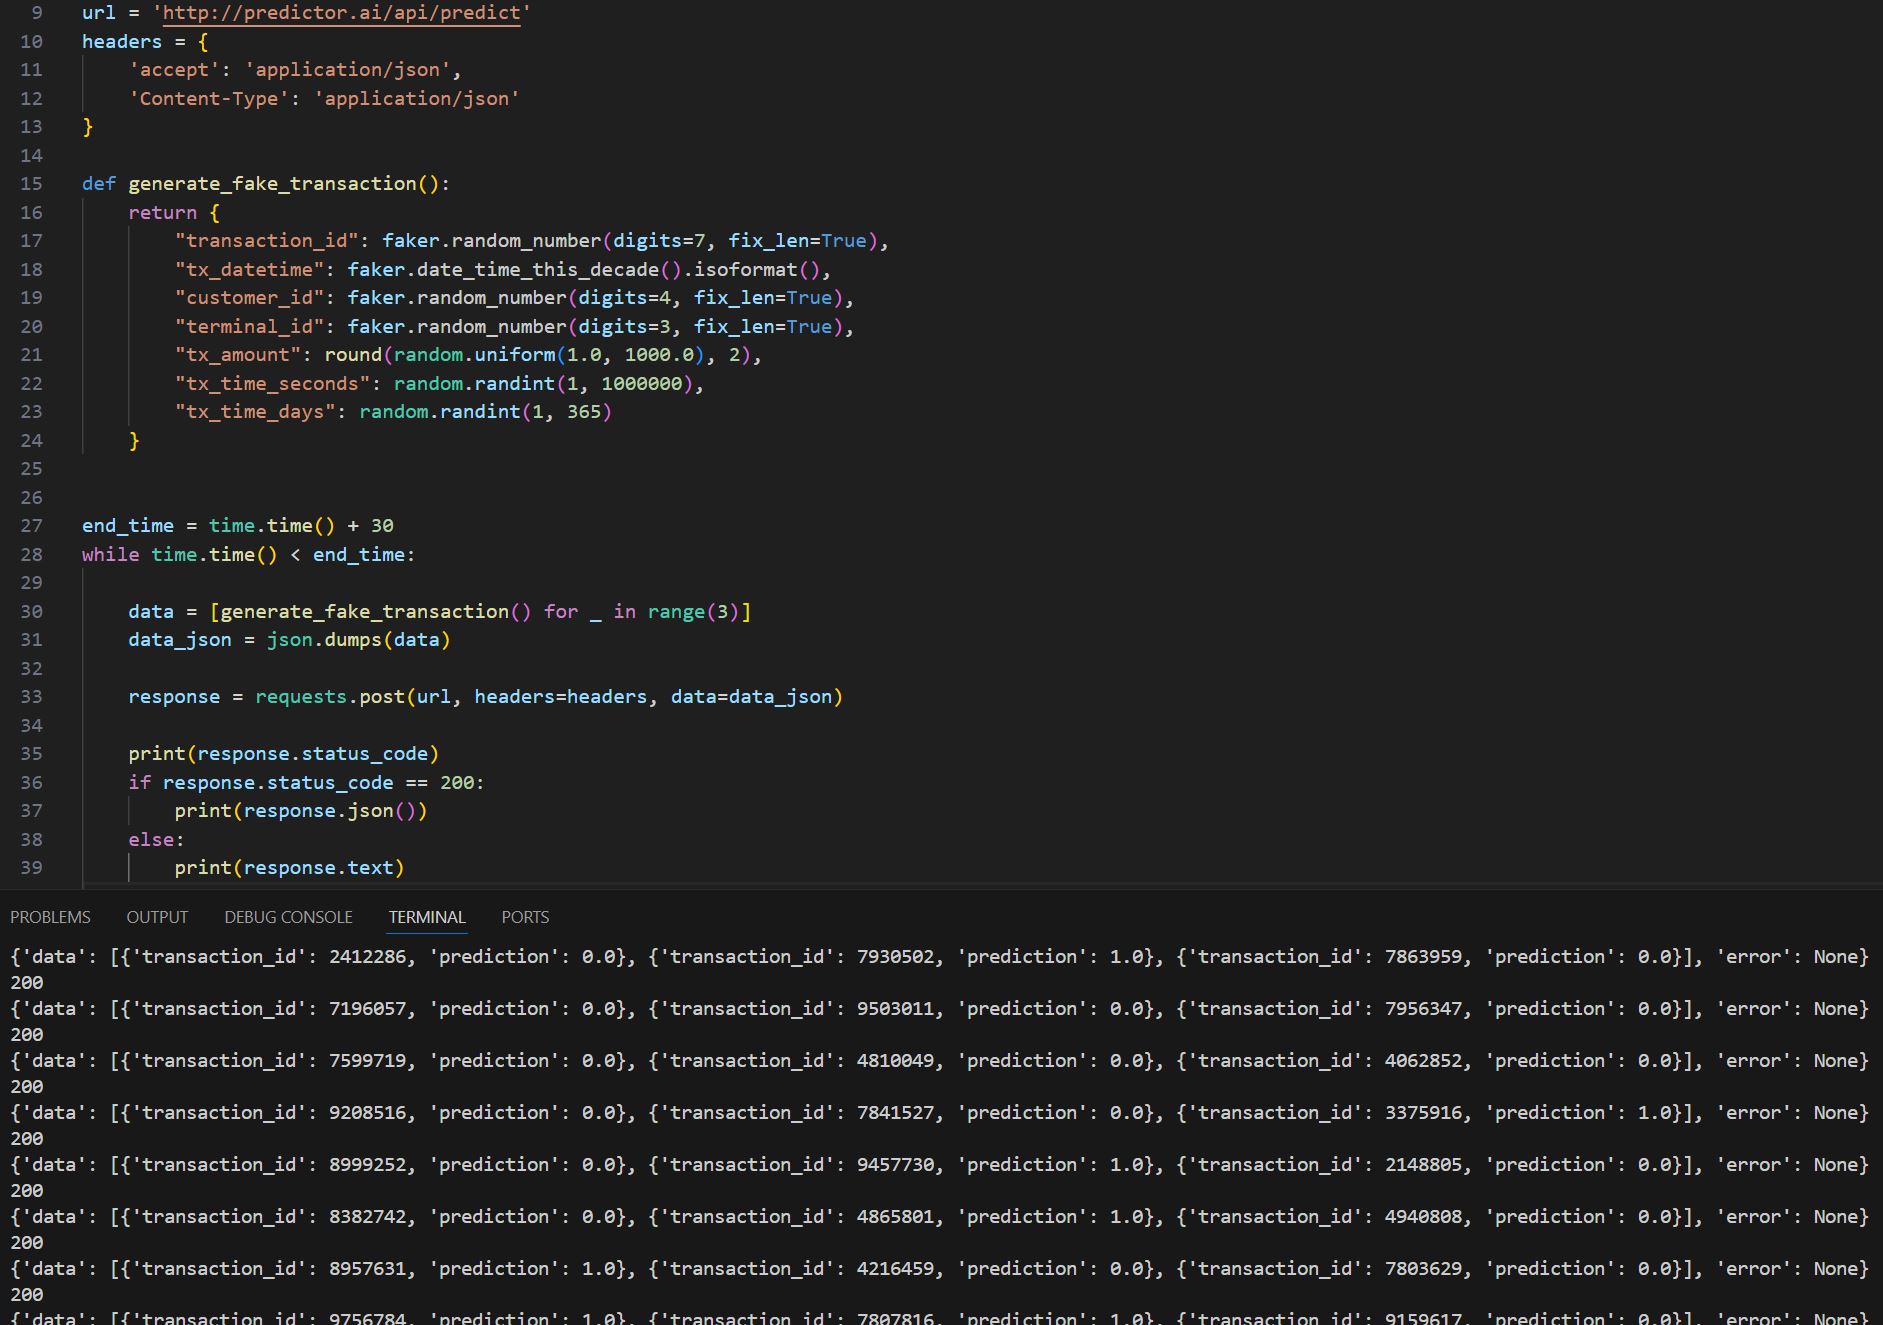 9 url = 'http://predictor.ai/api/predict'
10 headers = {
11     'accept': 'application/json',
12     'Content-Type': 'application/json'
13 }
14
15 def generate_fake_transaction():
16     return {
17         "transaction_id": faker.random_number(digits=7, fix_len=True),
18         "tx_datetime": faker.date_time_this_decade().isoformat(),
19         "customer_id": faker.random_number(digits=4, fix_len=True),
20         "terminal_id": faker.random_number(digits=3, fix_len=True),
21         "tx_amount": round(random.uniform(1.0, 1000.0), 2),
22         "tx_time_seconds": random.randint(1, 1000000),
23         "tx_time_days": random.randint(1, 365)
24     }
25
26
27 end_time = time.time() + 30
28 while time.time() < end_time:
29
30     data = [generate_fake_transaction() for _ in range(3)]
31     data_json = json.dumps(data)
32
33     response = requests.post(url, headers=headers, data=data_json)
34
35     print(response.status_code)
36     if response.status_code == 200:
37         print(response.json())
38     else:
39         print(response.text)
PROBLEMS OUTPUT DEBUG CONSOLE TERMINAL PORTS
{'data': [{'transaction_id': 2412286, 'prediction': 0.0}, {'transaction_id': 7930502, 'prediction': 1.0}, {'transaction_id': 7863959, 'prediction': 0.0}], 'error': None}
200
{'data': [{'transaction_id': 7196057, 'prediction': 0.0}, {'transaction_id': 9503011, 'prediction': 0.0}, {'transaction_id': 7956347, 'prediction': 0.0}], 'error': None}
200
{'data': [{'transaction_id': 7599719, 'prediction': 0.0}, {'transaction_id': 4810049, 'prediction': 0.0}, {'transaction_id': 4062852, 'prediction': 0.0}], 'error': None}
200
{'data': [{'transaction_id': 9208516, 'prediction': 0.0}, {'transaction_id': 7841527, 'prediction': 0.0}, {'transaction_id': 3375916, 'prediction': 1.0}], 'error': None}
200
{'data': [{'transaction_id': 8999252, 'prediction': 0.0}, {'transaction_id': 9457730, 'prediction': 1.0}, {'transaction_id': 2148805, 'prediction': 0.0}], 'error': None}
200
{'data': [{'transaction_id': 8382742, 'prediction': 0.0}, {'transaction_id': 4865801, 'prediction': 1.0}, {'transaction_id': 4940808, 'prediction': 0.0}], 'error': None}
200
{'data': [{'transaction_id': 8957631, 'prediction': 1.0}, {'transaction_id': 4216459, 'prediction': 0.0}, {'transaction_id': 7803629, 'prediction': 0.0}], 'error': None}
200
{'data': [{'transaction_id': 9756784, 'prediction': 1.0}, {'transaction_id': 7807816, 'prediction': 1.0}, {'transaction_id': 9159617, 'prediction': 0.0}], 'error': None}